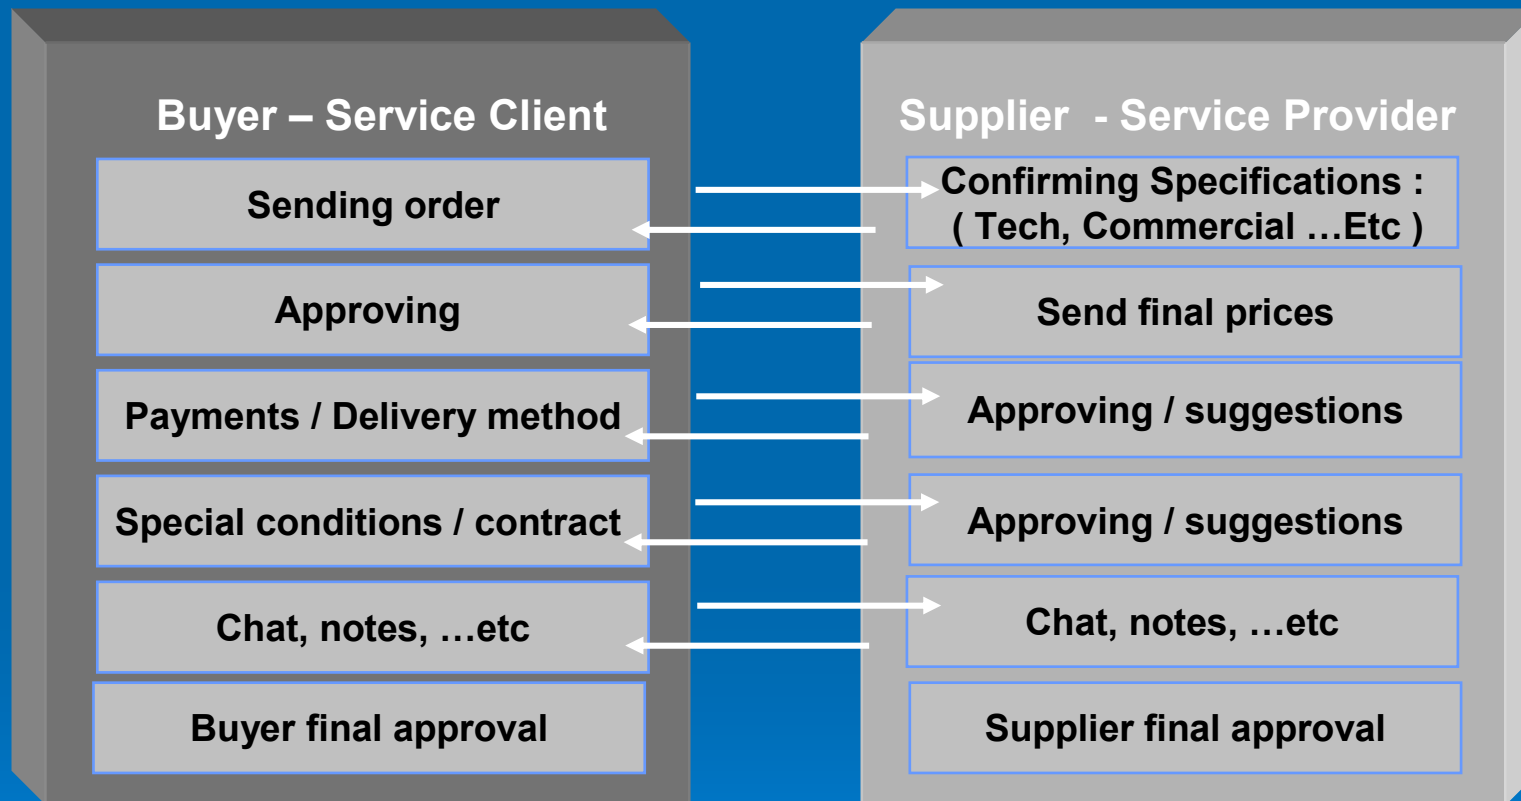 Buyer – Service Client
Sending order
Approving
Payments / Delivery method
Special conditions / contract
Chat, notes, …etc
Buyer final approval
Supplier - Service Provider
Confirming Specifications :
( Tech, Commercial …Etc )
Send final prices
Approving / suggestions
Approving / suggestions
Chat, notes, …etc
Supplier final approval